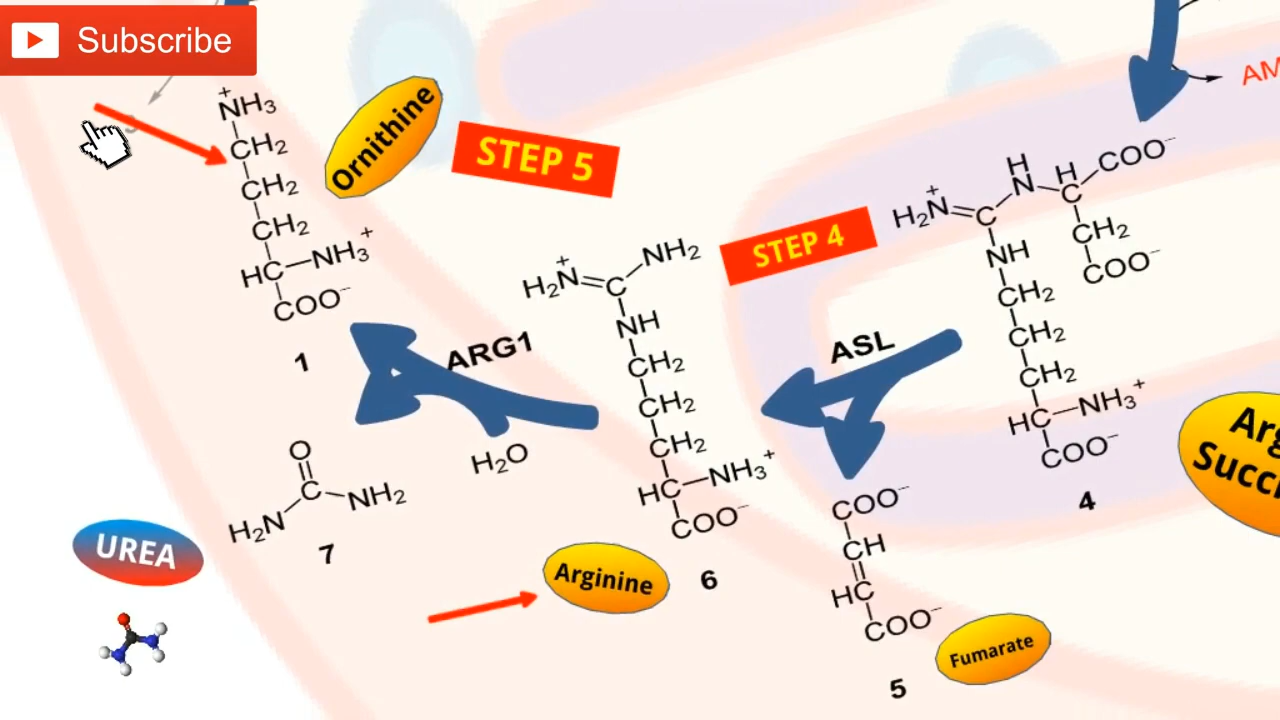 Subscribe
Ornithine
STEP 5
STEP 4
AM
+
NH3
CH2
CH2
CH2
HC—NH3+
COO−
1
ARG1
H2O
O
C
H2N
NH2
7
UREA
+
H2N=C
NH2
NH
CH2
CH2
CH2
HC—NH3+
COO−
6
Arginine
ASL
H
N
H
C
COO−
CH2
COO−
+
H2N=C
NH
CH2
CH2
CH2
HC—NH3+
COO−
4
COO−
CH
HC
COO−
5
Fumarate
Arg
Succi